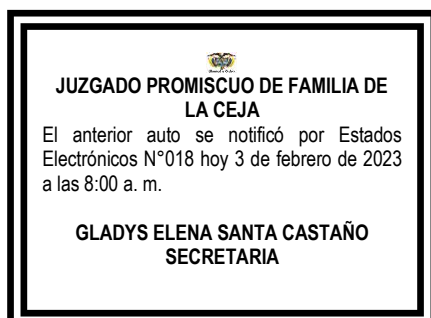 JUZGADO PROMISCUO DE FAMILIA DE
LA CEJA
El anterior auto se notificó por Estados
Electrónicos N°018 hoy 3 de febrero de 2023
a las 8:00 a. m.
GLADYS ELENA SANTA CASTAÑO
SECRETARIA